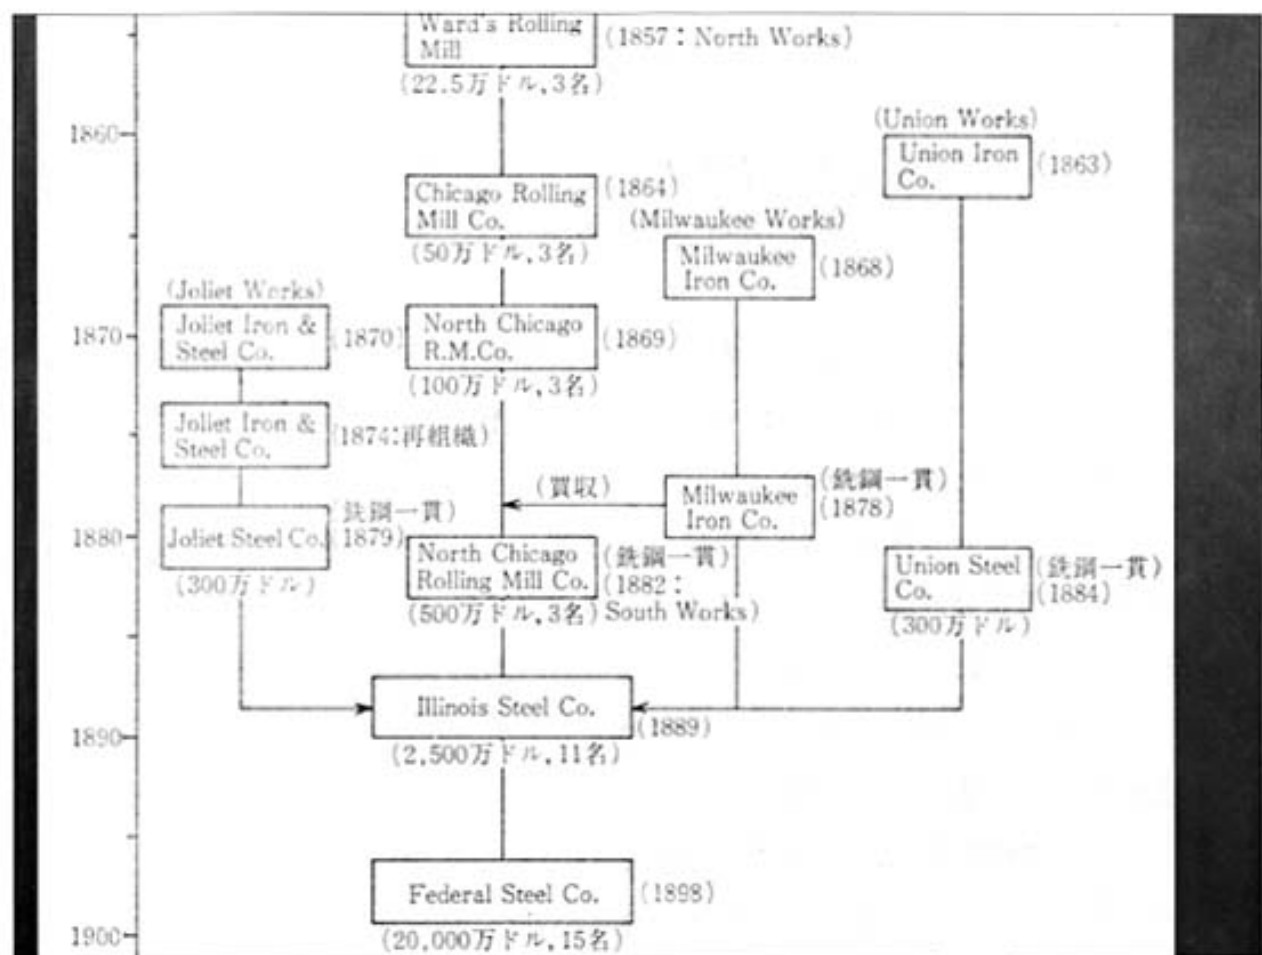 Ward's Rolling
Mill
(1857：North Works)
(22.5万ドル,3名)
1860
(Union Works)
Union Iron
Co.
(1863)
Chicago Rolling
Mill Co.
(1864)
(50万ドル,3名)
(Milwaukee Works)
Milwaukee
Iron Co.
(1868)
(Joliet Works)
Joliet Iron &
Steel Co.
(1870)
1870
North Chicago
R.M.Co.
(1869)
(100万ドル,3名)
Joliet Iron &
Steel Co.
(1874：再組織)
(買収)
Milwaukee
Iron Co.
(銑鋼一貫)
(1878)
Joliet Steel Co.
(銑鋼一貫)
(1879)
(300万ドル)
1880
North Chicago
Rolling Mill Co.
(銑鋼一貫)
(1882：
South Works)
(500万ドル,3名)
Union Steel
Co.
(銑鋼一貫)
(1884)
(300万ドル)
Illinois Steel Co.
(1889)
(2,500万ドル,11名)
1890
Federal Steel Co.
(1898)
(20,000万ドル,15名)
1900